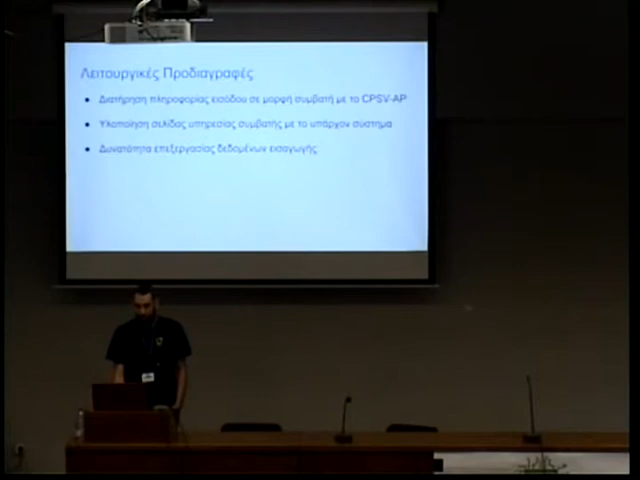 Λειτουργικές Προδιαγραφές
Διατήρηση πληροφορίας εισόδου σε μορφή συμβατή με το CPSV-AP
Υλοποίηση σελίδας υπηρεσίας συμβατής με το υπάρχον σύστημα
Δυνατότητα επεξεργασίας δεδομένων εισαγωγής